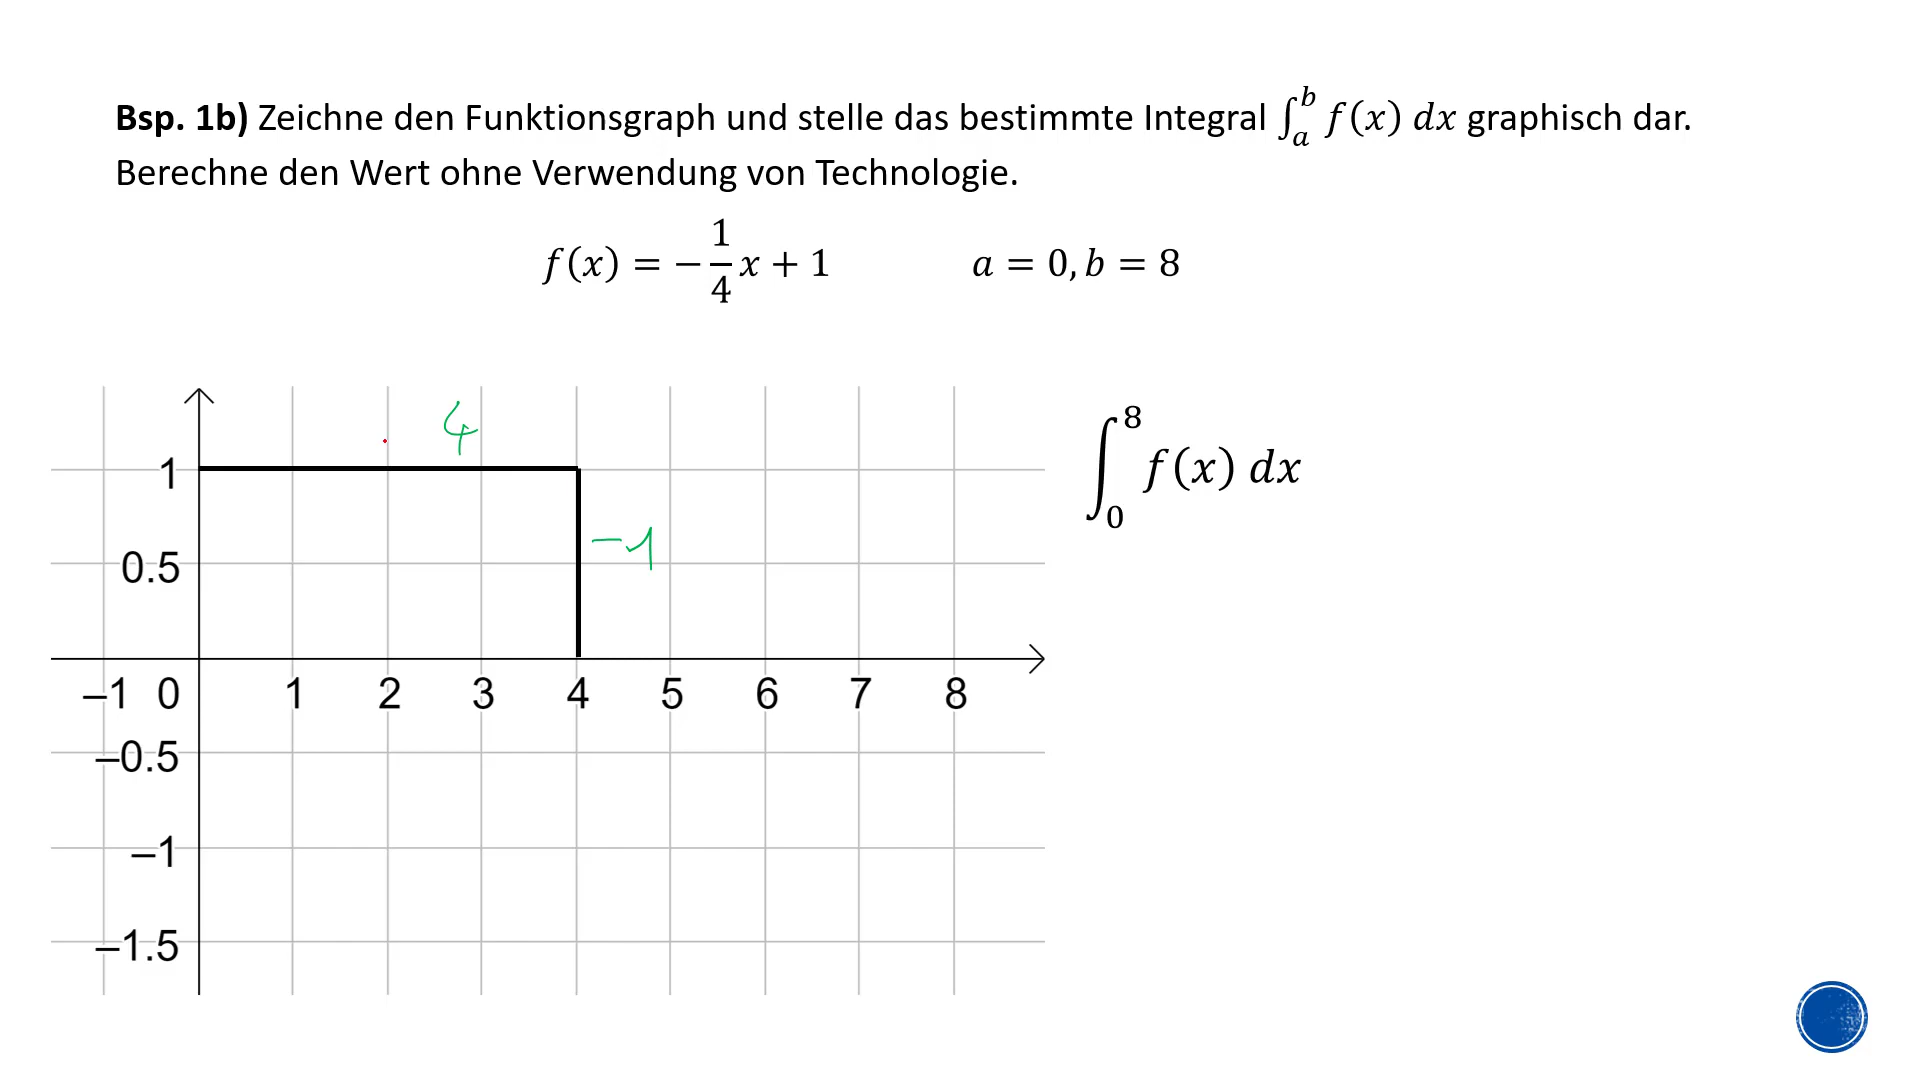 Bsp. 1b) Zeichne den Funktionsgraph und stelle das bestimmte Integral ∫_a^b f(x) dx graphisch dar.
Berechne den Wert ohne Verwendung von Technologie.
f(x) = −1/4 x + 1 a = 0, b = 8
4
∫_0^8 f(x) dx
1
−1
0.5
−1 0 1 2 3 4 5 6 7 8
−0.5
−1
−1.5